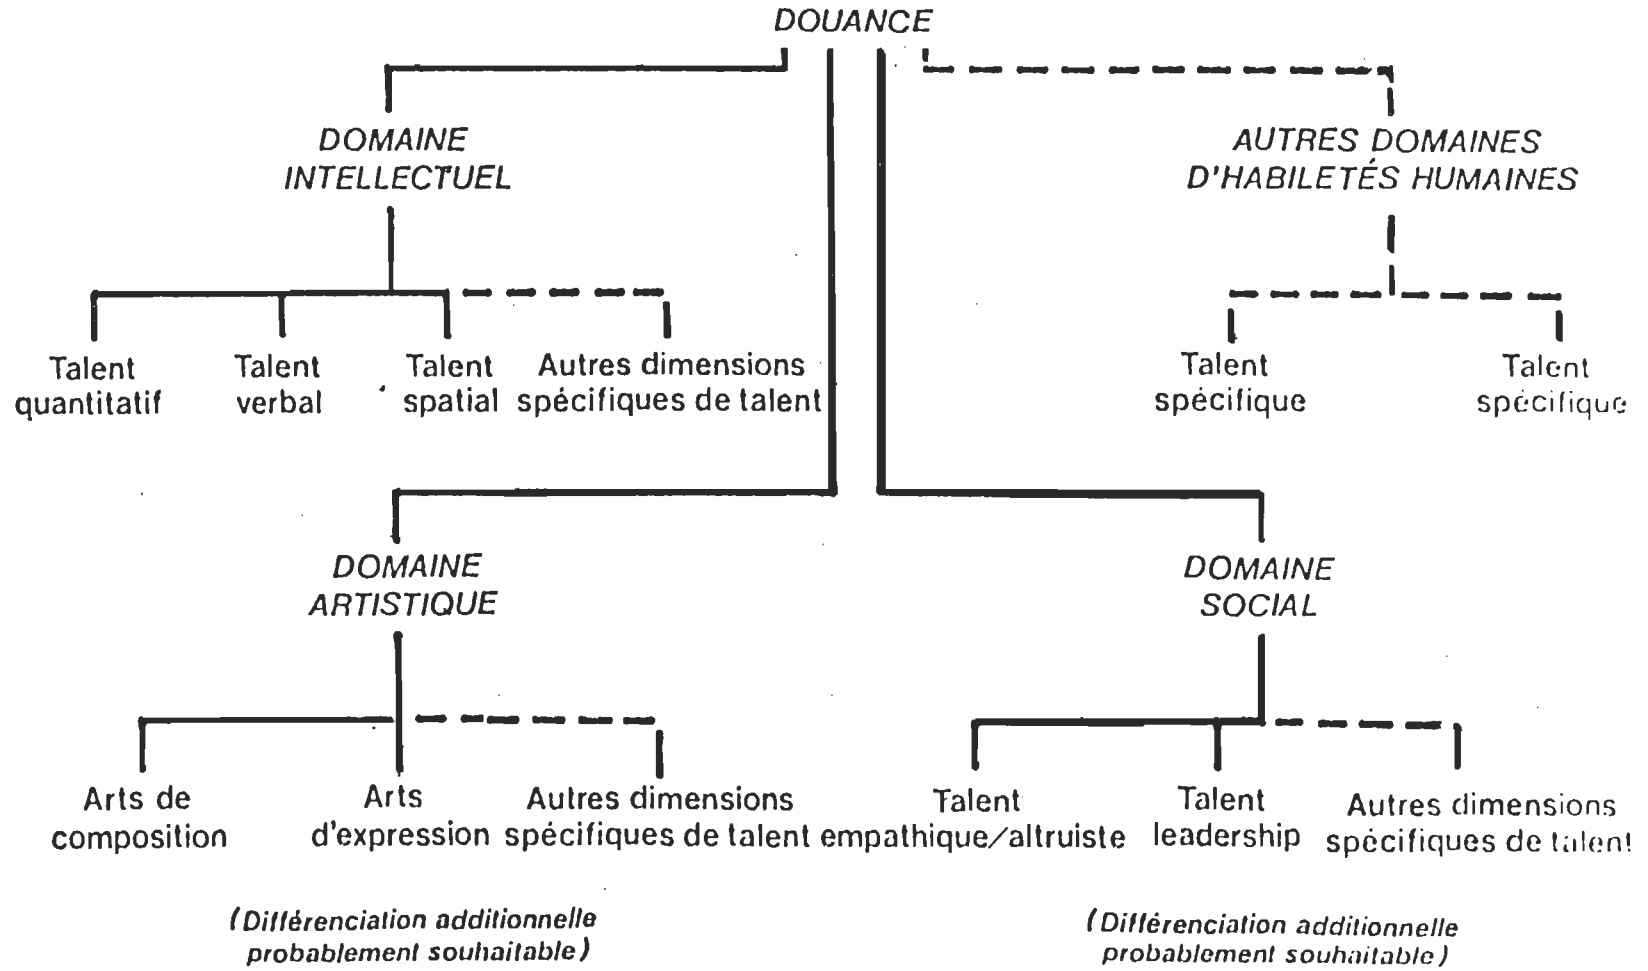 DOUANCE
DOMAINE
INTELLECTUEL
AUTRES DOMAINES
D'HABILETÉS HUMAINES
Talent
quantitatif
Talent
verbal
Talent
spatial
Autres dimensions
spécifiques de talent
Talent
spécifique
Talent
spécifique
DOMAINE
ARTISTIQUE
DOMAINE
SOCIAL
Arts de
composition
Arts
d'expression
Autres dimensions
spécifiques de talent
Talent
empathique/altruiste
Talent
leadership
Autres dimensions
spécifiques de talent
(Différenciation additionnelle
probablement souhaitable)
(Différenciation additionnelle
probablement souhaitable)